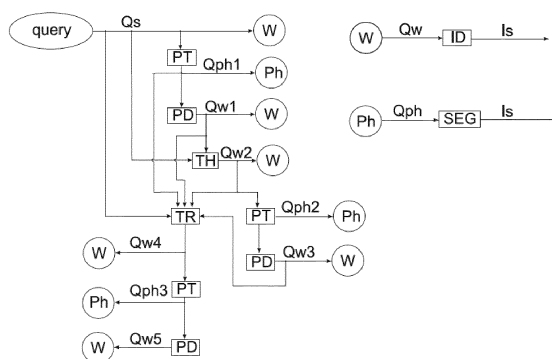 query Qs W Qw ID Is
PT
Qph1 Ph
PD Qw1 W Ph Qph SEG Is
TH Qw2 W
TR PT Qph2 Ph
Qw4 W PD Qw3 W
Qph3 PT
Ph
Qw5 W PD